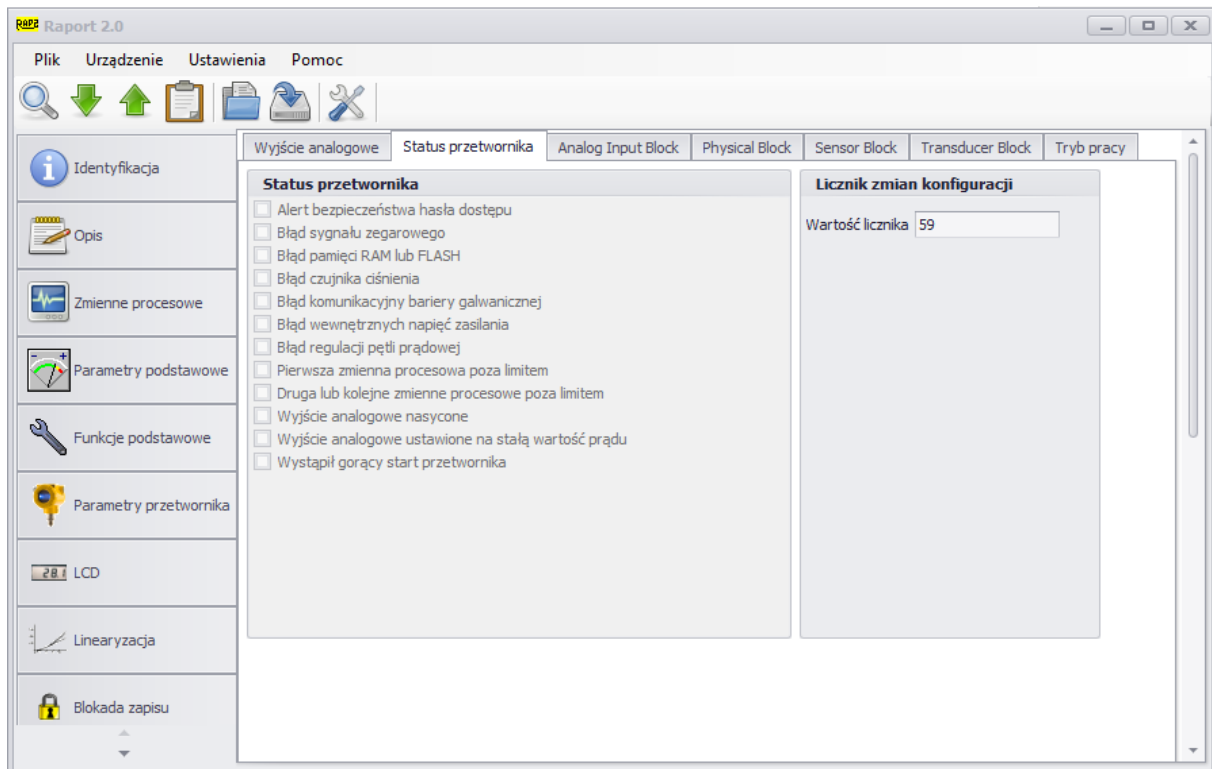 RAP2 Raport 2.0
Plik Urządzenie Ustawienia Pomoc
Identyfikacja
Opis
Zmienne procesowe
Parametry podstawowe
Funkcje podstawowe
Parametry przetwornika
28.1 LCD
Linearyzacja
Blokada zapisu
Wyjście analogowe Status przetwornika Analog Input Block Physical Block Sensor Block Transducer Block Tryb pracy
Status przetwornika
Alert bezpieczeństwa hasła dostępu
Błąd sygnału zegarowego
Błąd pamięci RAM lub FLASH
Błąd czujnika ciśnienia
Błąd komunikacyjny bariery galwanicznej
Błąd wewnętrznych napięć zasilania
Błąd regulacji pętli prądowej
Pierwsza zmienna procesowa poza limitem
Druga lub kolejne zmienne procesowe poza limitem
Wyjście analogowe nasycone
Wyjście analogowe ustawione na stałą wartość prądu
Wystąpił gorący start przetwornika
Licznik zmian konfiguracji
Wartość licznika 59